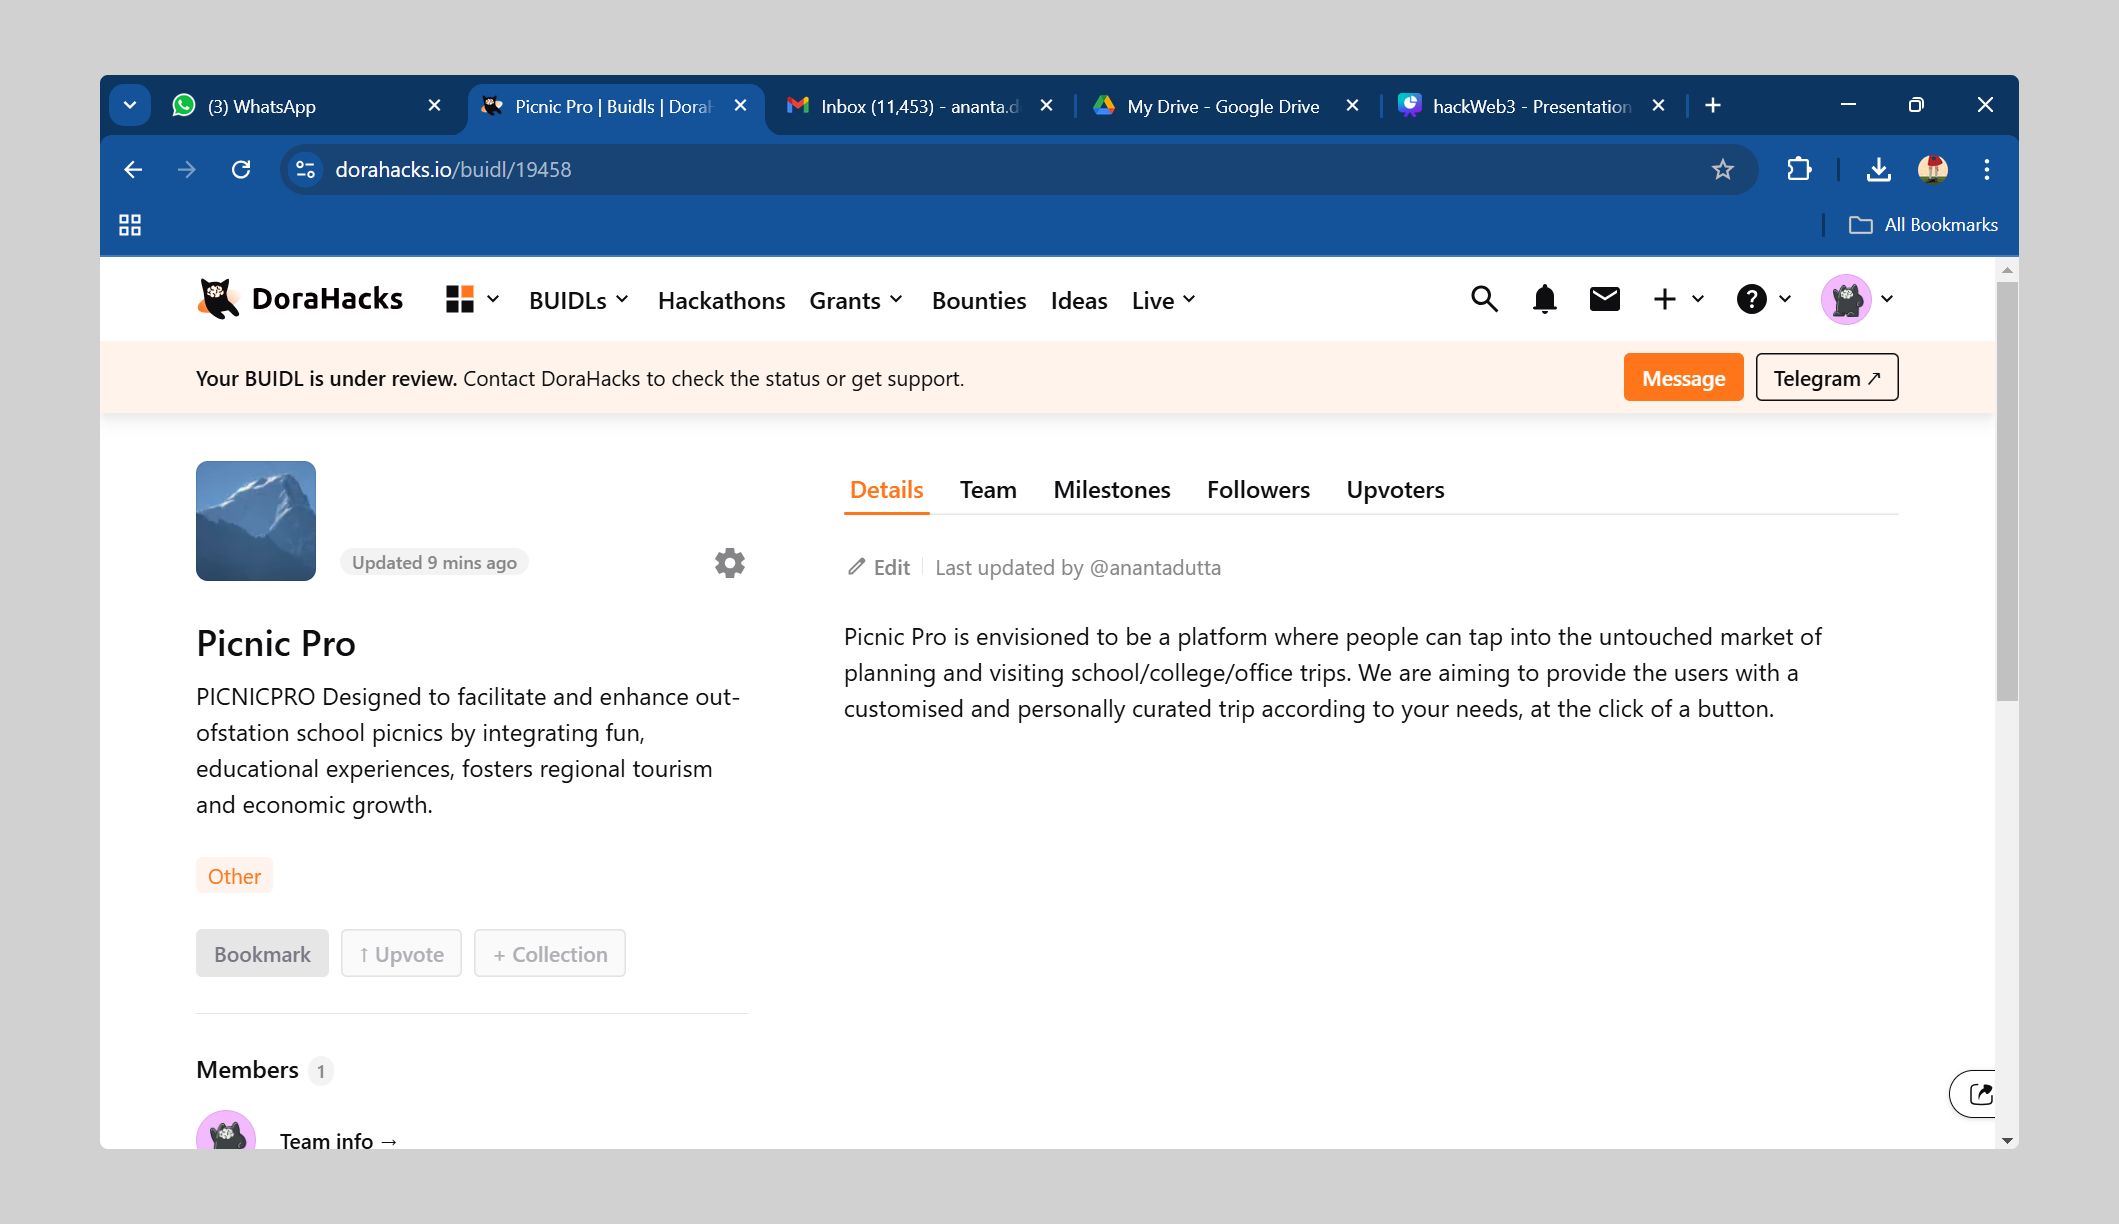 (3) WhatsApp
Picnic Pro | Buidls | Dora
Inbox (11,453) - ananta.d
My Drive - Google Drive
hackWeb3 - Presentation
dorahacks.io/buidl/19458
All Bookmarks
DoraHacks
BUIDLs
Hackathons
Grants
Bounties
Ideas
Live
Your BUIDL is under review. Contact DoraHacks to check the status or get support.
Message
Telegram ↗
Updated 9 mins ago
Picnic Pro
PICNICPRO Designed to facilitate and enhance out-
ofstation school picnics by integrating fun,
educational experiences, fosters regional tourism
and economic growth.
Other
Bookmark
↑ Upvote
+ Collection
Members 1
Team info →
Details
Team
Milestones
Followers
Upvoters
Edit
Last updated by @anantadutta
Picnic Pro is envisioned to be a platform where people can tap into the untouched market of
planning and visiting school/college/office trips. We are aiming to provide the users with a
customised and personally curated trip according to your needs, at the click of a button.